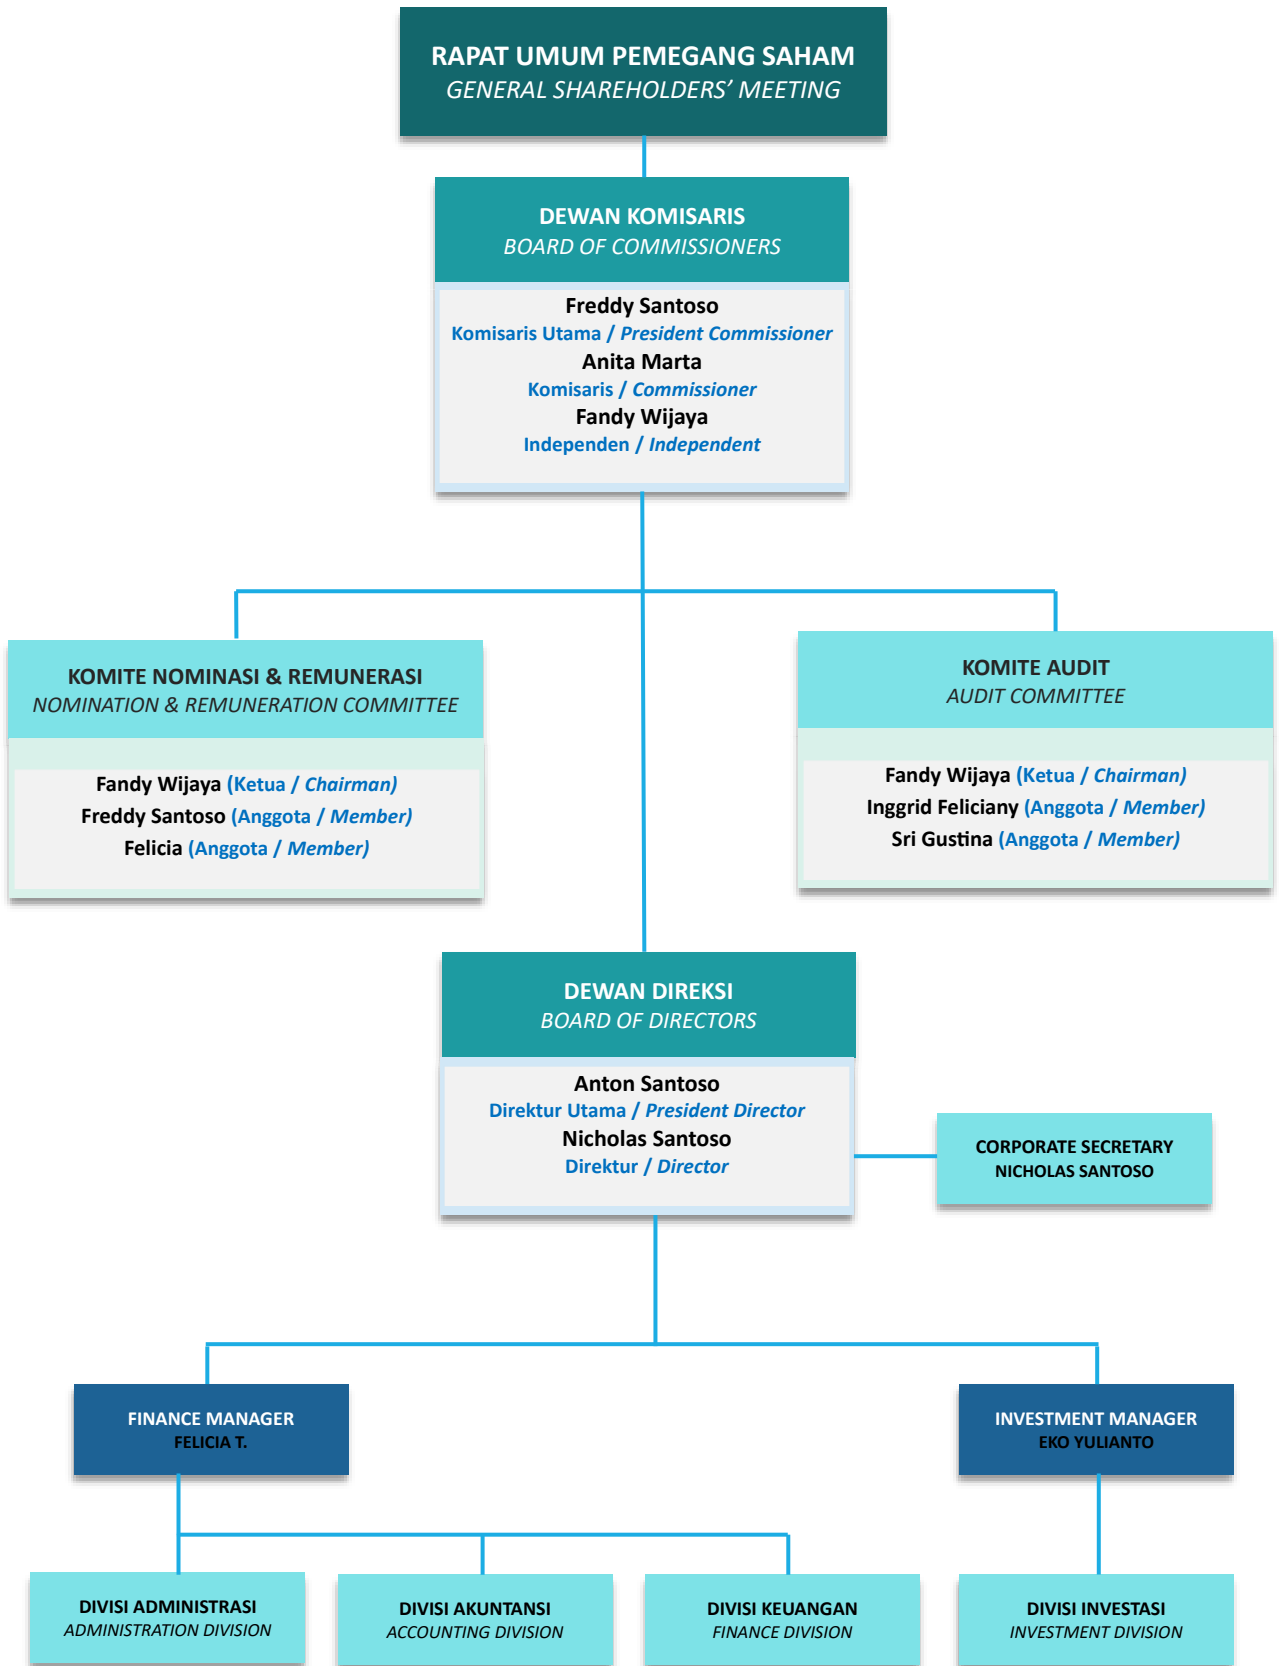 RAPAT UMUM PEMEGANG SAHAM
GENERAL SHAREHOLDERS’ MEETING
DEWAN KOMISARIS
BOARD OF COMMISSIONERS
Freddy Santoso
Komisaris Utama / President Commissioner
Anita Marta
Komisaris / Commissioner
Fandy Wijaya
Independen / Independent
KOMITE NOMINASI & REMUNERASI
NOMINATION & REMUNERATION COMMITTEE
Fandy Wijaya (Ketua / Chairman)
Freddy Santoso (Anggota / Member)
Felicia (Anggota / Member)
KOMITE AUDIT
AUDIT COMMITTEE
Fandy Wijaya (Ketua / Chairman)
Inggrid Feliciany (Anggota / Member)
Sri Gustina (Anggota / Member)
DEWAN DIREKSI
BOARD OF DIRECTORS
Anton Santoso
Direktur Utama / President Director
Nicholas Santoso
Direktur / Director
CORPORATE SECRETARY
NICHOLAS SANTOSO
FINANCE MANAGER
FELICIA T.
INVESTMENT MANAGER
EKO YULIANTO
DIVISI ADMINISTRASI
ADMINISTRATION DIVISION
DIVISI AKUNTANSI
ACCOUNTING DIVISION
DIVISI KEUANGAN
FINANCE DIVISION
DIVISI INVESTASI
INVESTMENT DIVISION